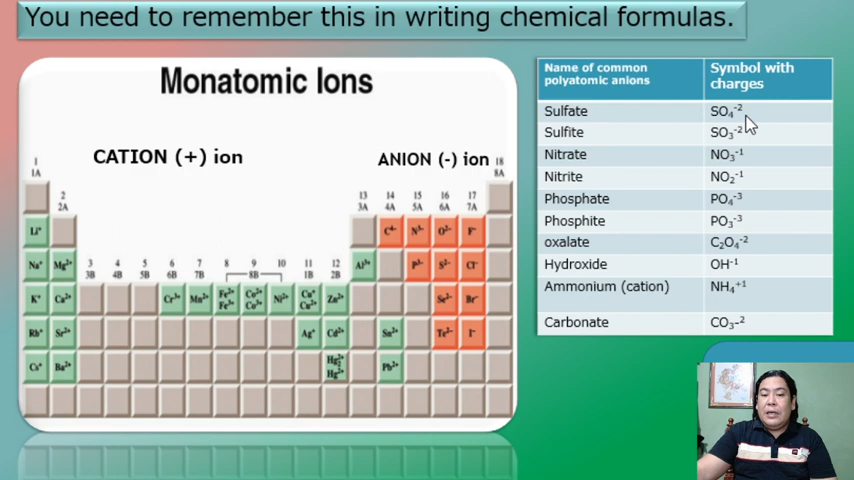 You need to remember this in writing chemical formulas.
Monatomic Ions
CATION (+) ion
ANION (-) ion
1 1A
2 2A
3 3B
4 4B
5 5B
6 6B
7 7B
8 9 10
8B
11 1B
12 2B
13 3A
14 4A
15 5A
16 6A
17 7A
18 8A
Li⁺ C⁴⁻ N³⁻ O²⁻ F⁻
Na⁺ Mg²⁺ Al³⁺ P³⁻ S²⁻ Cl⁻
K⁺ Ca²⁺ Cr³⁺ Mn²⁺ Fe²⁺ Fe³⁺ Co²⁺ Co³⁺ Ni²⁺ Cu⁺ Cu²⁺ Zn²⁺ Se²⁻ Br⁻
Rb⁺ Sr²⁺ Ag⁺ Cd²⁺ Sn²⁺ Te²⁻ I⁻
Cs⁺ Ba²⁺ Hg₂²⁺ Hg²⁺ Pb²⁺
Name of common polyatomic anions
Symbol with charges
Sulfate SO₄⁻²
Sulfite SO₃⁻²
Nitrate NO₃⁻¹
Nitrite NO₂⁻¹
Phosphate PO₄⁻³
Phosphite PO₃⁻³
oxalate C₂O₄⁻²
Hydroxide OH⁻¹
Ammonium (cation) NH₄⁺¹
Carbonate CO₃-²